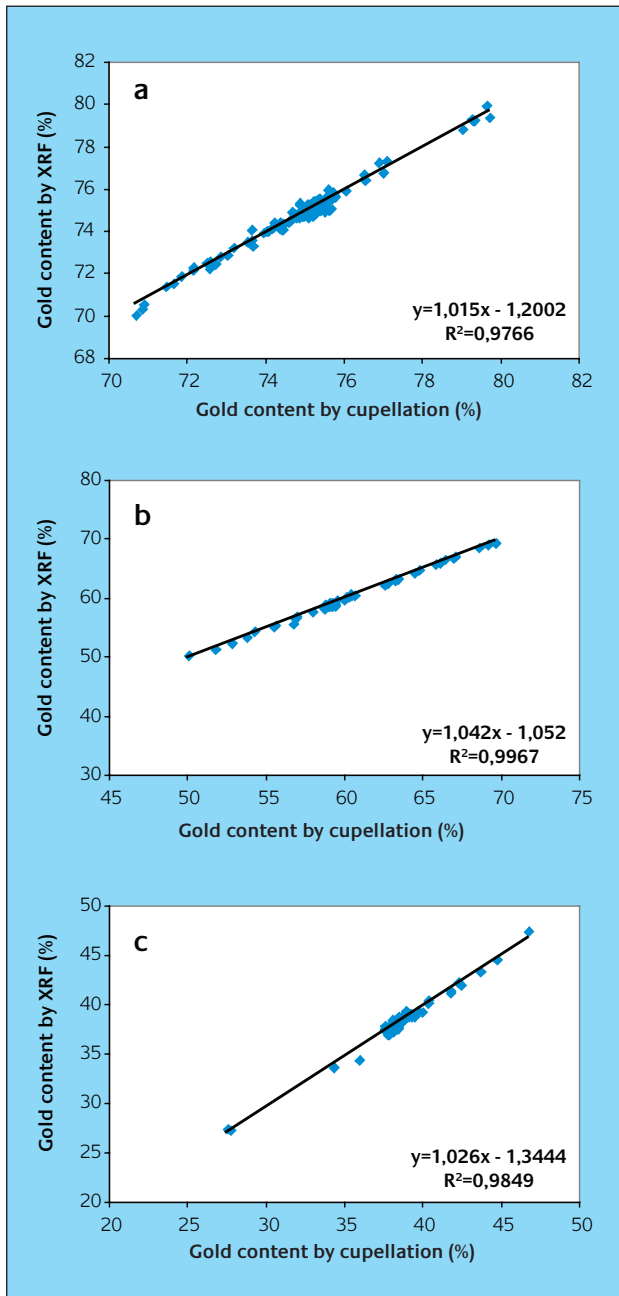 a
Gold content by XRF (%)
82
80
78
76
74
72
70
68
y=1,015x - 1,2002
R²=0,9766
70 72 74 76 78 80 82
Gold content by cupellation (%)
b
Gold content by XRF (%)
80
70
60
50
40
30
y=1,042x - 1,052
R²=0,9967
45 50 55 60 65 70 75
Gold content by cupellation (%)
c
Gold content by XRF (%)
50
45
40
35
30
25
20
y=1,026x - 1,3444
R²=0,9849
20 30 35 40 45 50
Gold content by cupellation (%)